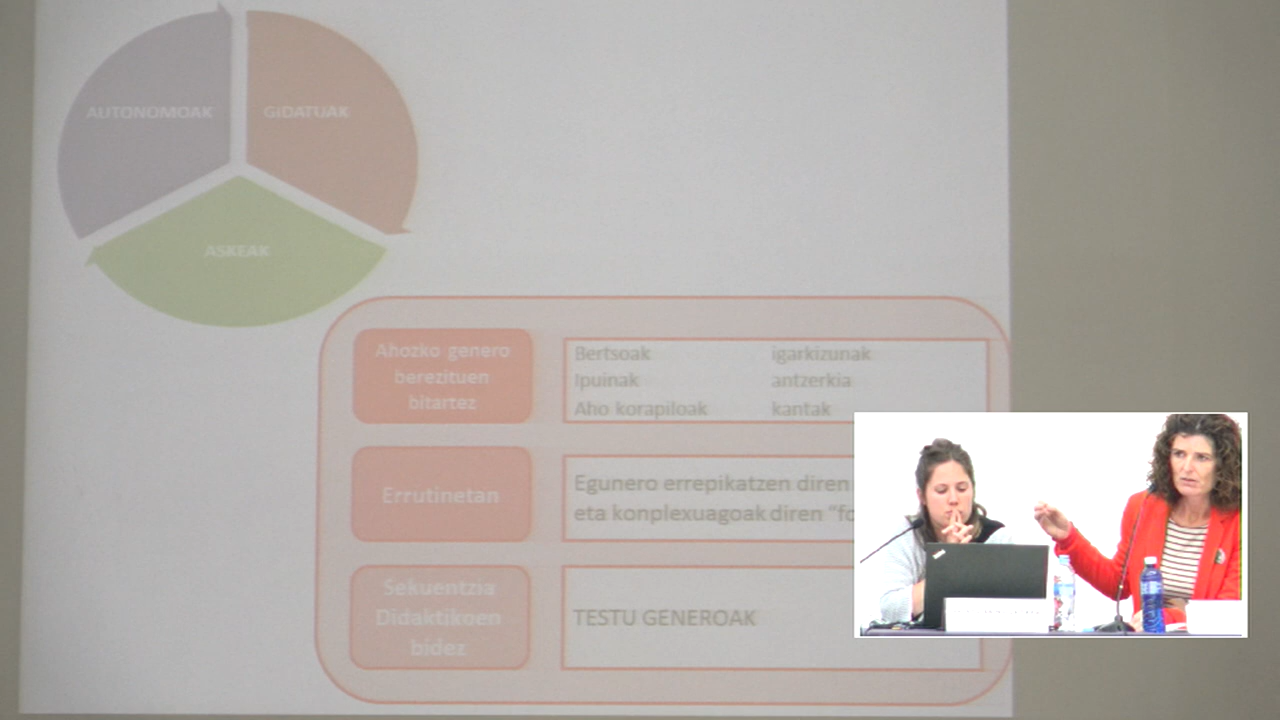 AUTONOMOAK
GIDATUAK
ASKEAK
Ahozko genero
berezituen
bitartez
Bertsoak igarkizunak
Ipuinak antzerkia
Aho korapiloak kantak
Errutinetan
Egunero errepikatzen diren
eta konplexuagoak diren "fo
Sekuentzia
Didaktikoen
bidez
TESTU GENEROAK